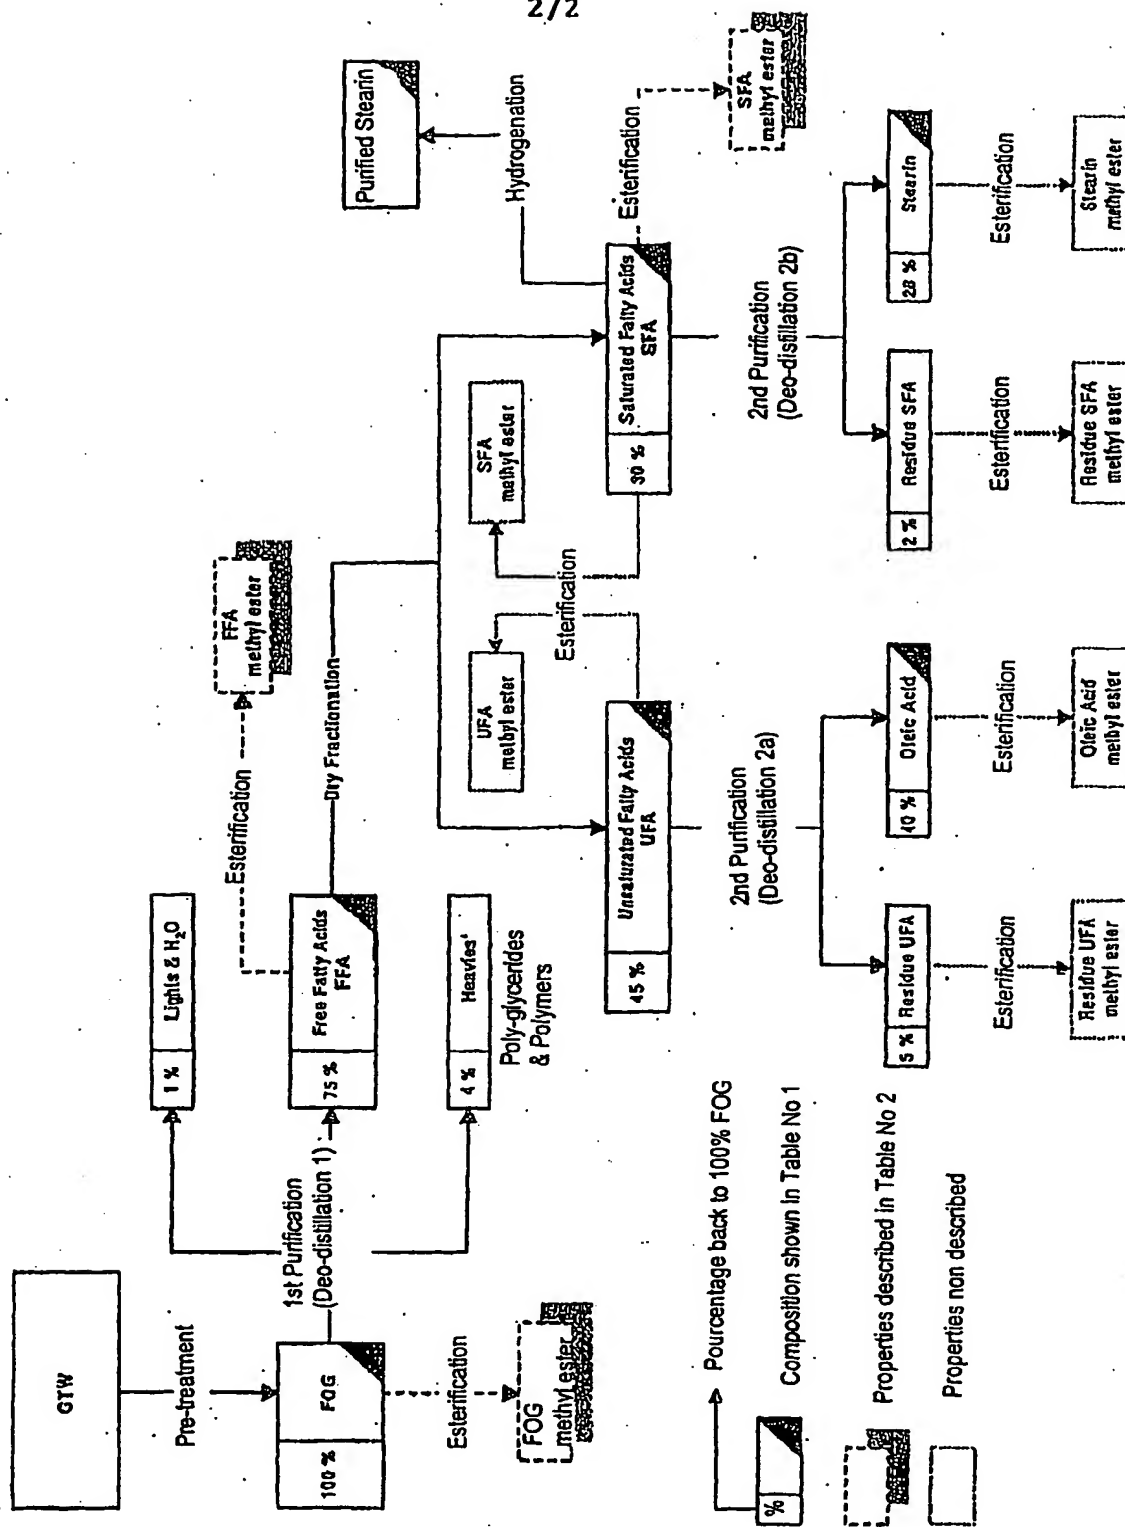 2/2
GTW
Pre-treatment
100 %
FOG
Esterification
FOG
methyl ester
1st Purification
(Deo-distillation 1)
1 %
Lights & H₂O
75 %
Free Fatty Acids
FFA
4 %
Heavies'
Poly-glycerides
& Polymers
Esterification
FFA
methyl ester
Dry Fractionation
45 %
Unsaturated Fatty Acids
UFA
UFA
methyl ester
Esterification
SFA
methyl ester
30 %
Saturated Fatty Acids
SFA
Hydrogenation
Purified Stearin
Esterification
SFA
methyl ester
2nd Purification
(Deo-distillation 2a)
2nd Purification
(Deo-distillation 2b)
5 %
Residue UFA
40 %
Oleic Acid
2 %
Residue SFA
28 %
Stearin
Esterification
Esterification
Esterification
Esterification
Residue UFA
methyl ester
Oleic Acid
methyl ester
Residue SFA
methyl ester
Stearin
methyl ester
Pourcentage back to 100% FOG
%
Composition shown in Table No 1
Properties described in Table No 2
Properties non described